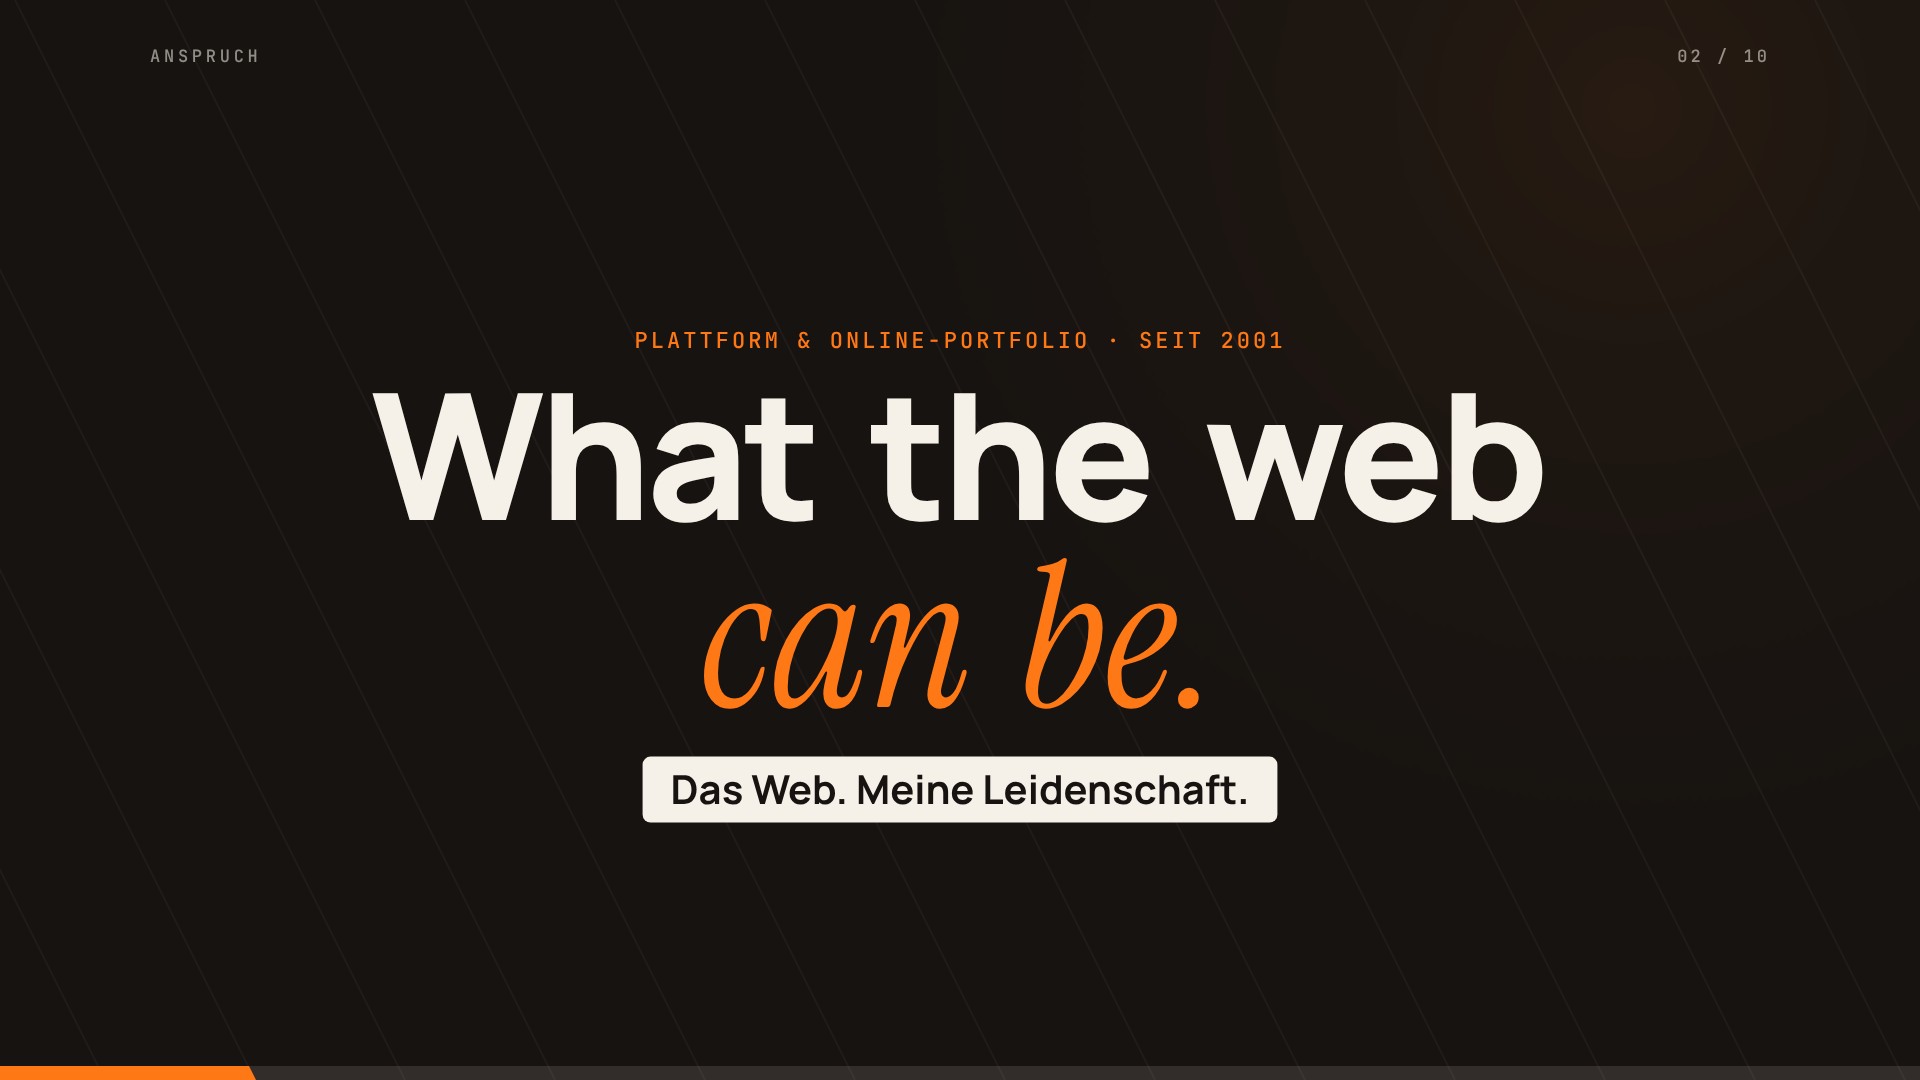 ANSPRUCH
02 / 10
PLATTFORM & ONLINE-PORTFOLIO · SEIT 2001
What the web
can be.
Das Web. Meine Leidenschaft.